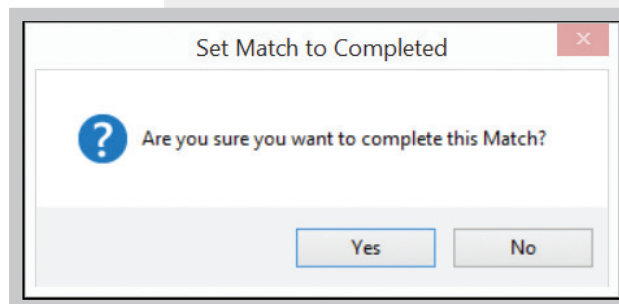 Set Match to Completed
Are you sure you want to complete this Match?
Yes
No